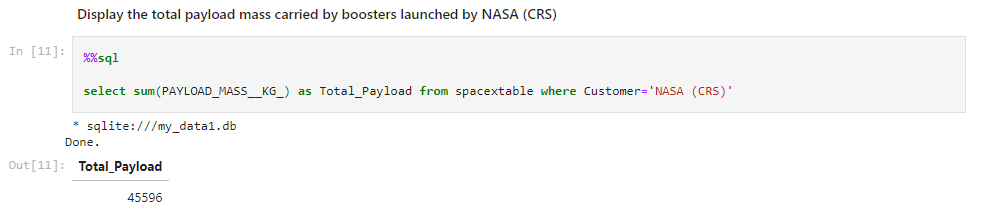 Display the total payload mass carried by boosters launched by NASA (CRS)
In [11]:
%%sql
select sum(PAYLOAD_MASS__KG_) as Total_Payload from spacextable where Customer='NASA (CRS)'
* sqlite:///my_data1.db
Done.
Out[11]:
Total_Payload
45596